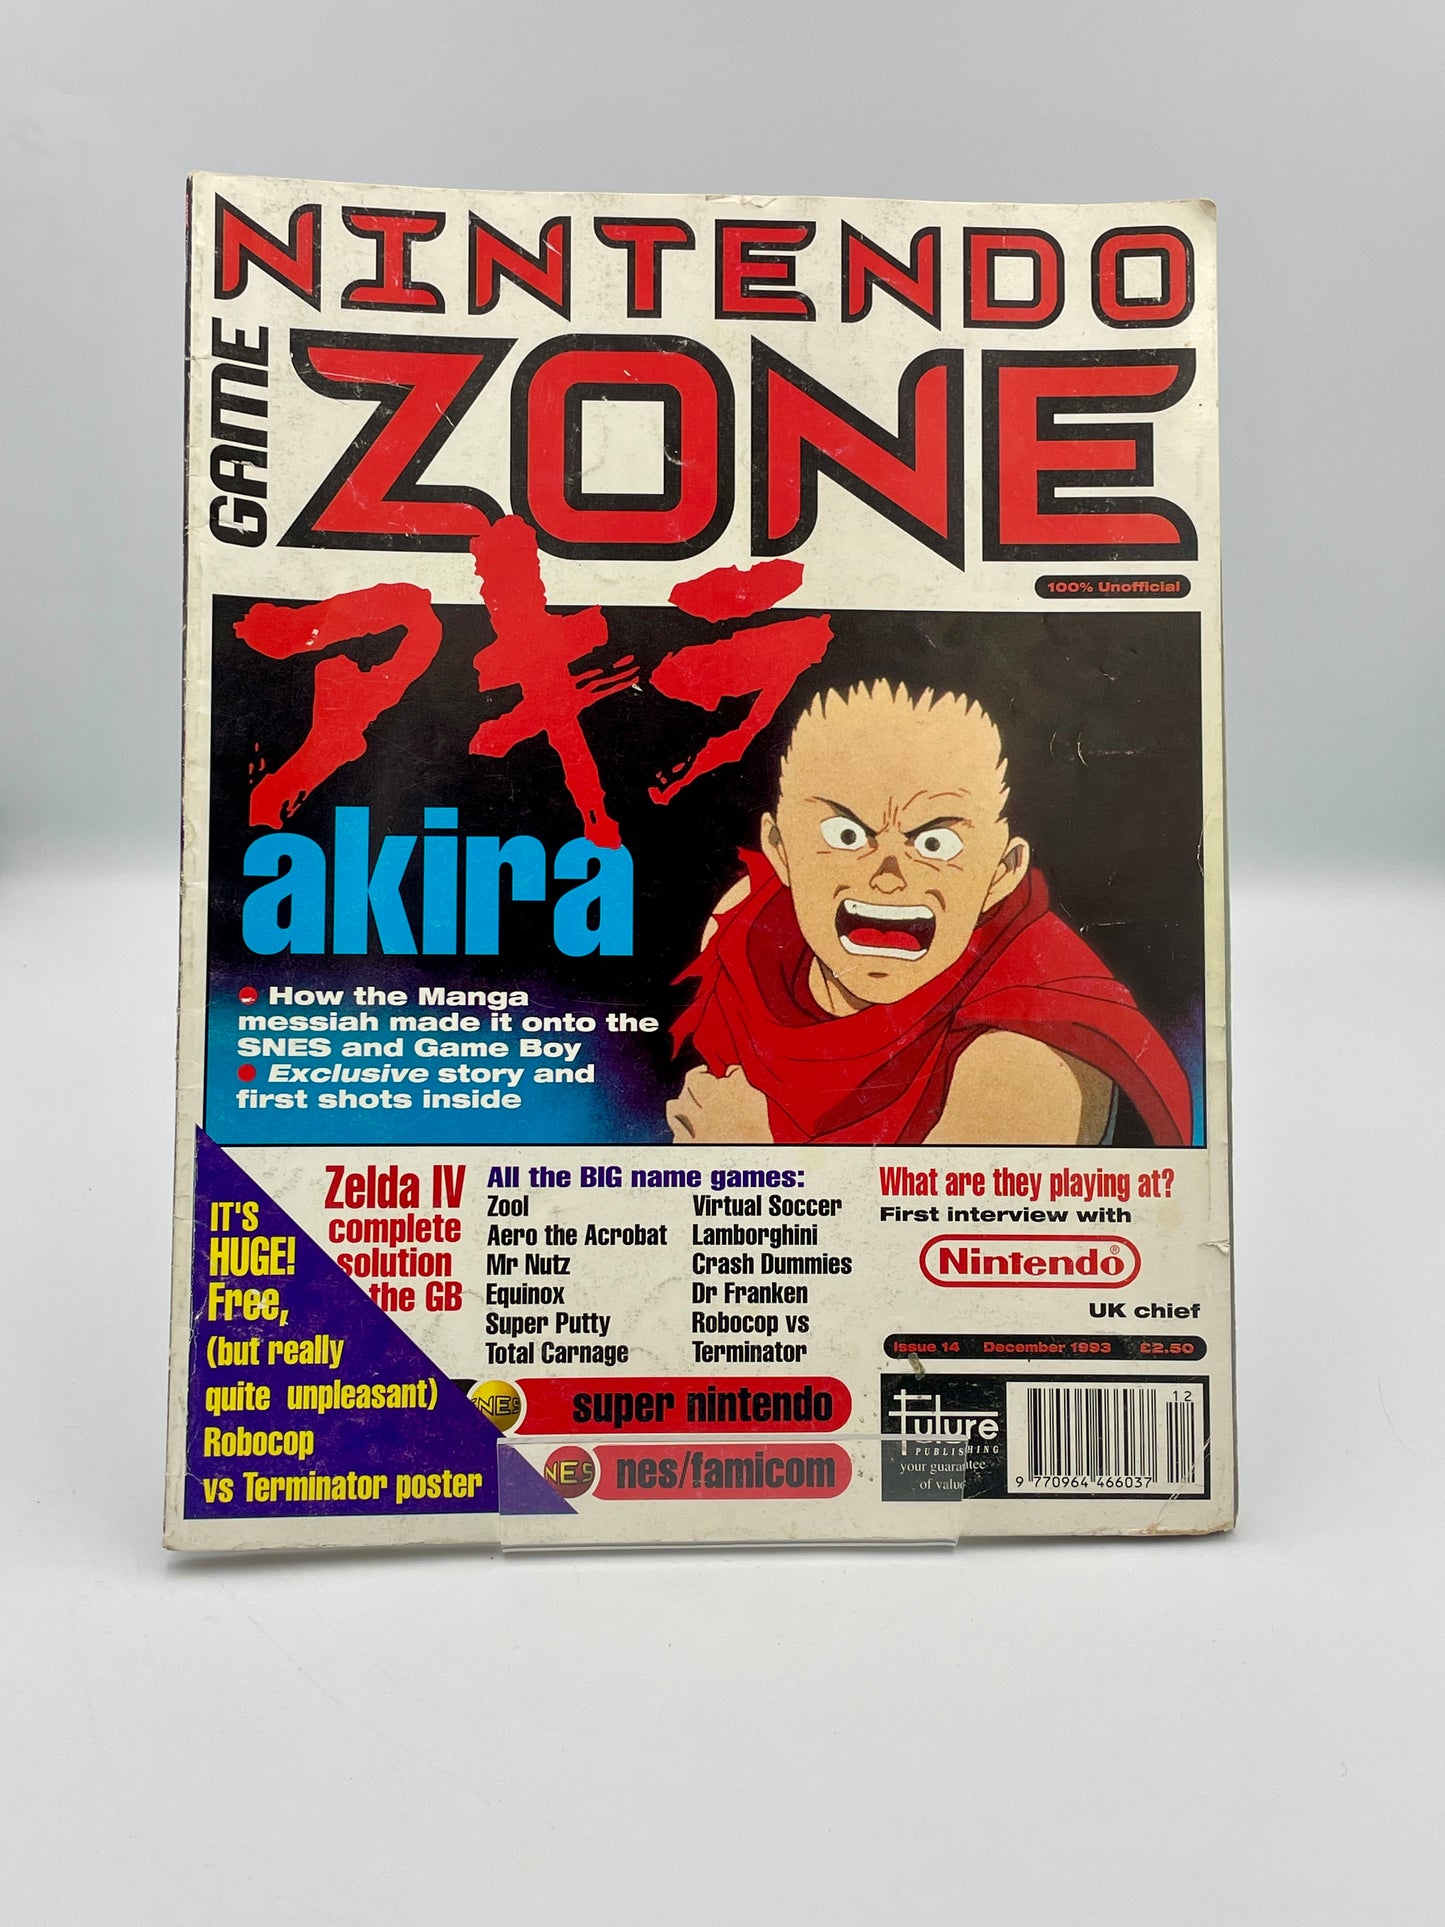 NINTENDO
GAME
ZONE
100% Unofficial
アキラ
akira
How the Manga
messiah made it onto the
SNES and Game Boy
Exclusive story and
first shots inside
IT'S
HUGE!
Free,
(but really
quite unpleasant)
Robocop
vs Terminator poster
Zelda IV
complete
solution
the GB
All the BIG name games:
Zool
Aero the Acrobat
Mr Nutz
Equinox
Super Putty
Total Carnage
Virtual Soccer
Lamborghini
Crash Dummies
Dr Franken
Robocop vs
Terminator
What are they playing at?
First interview with
Nintendo®
UK chief
Issue 14 December 1993 £2.50
super nintendo
NES
nes/famicom
Future
PUBLISHING
your guarantee
of value
12
9 770964 466037